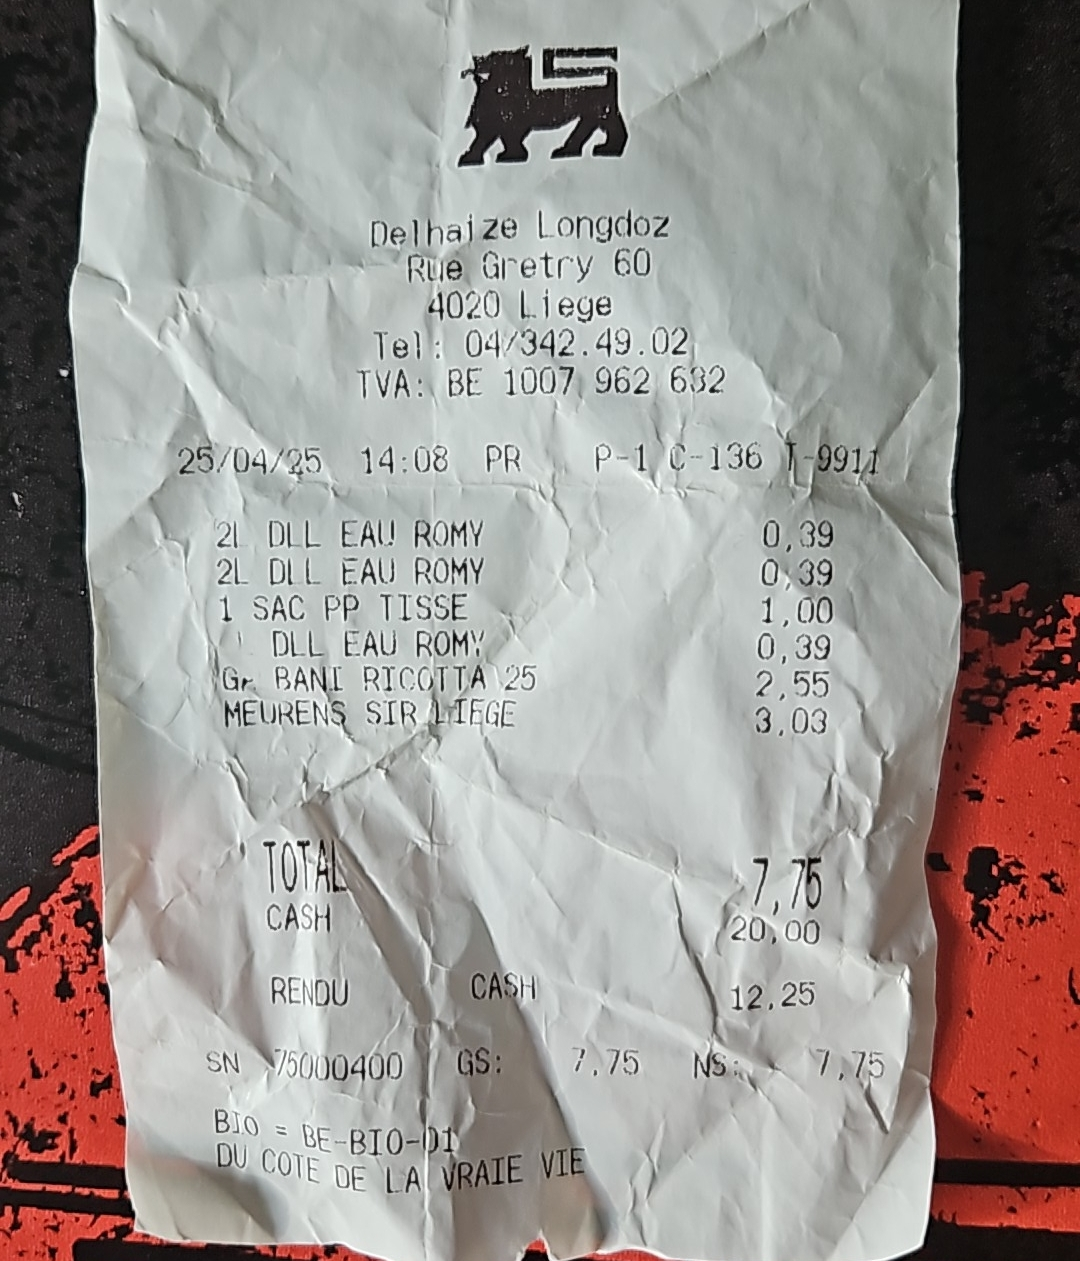 Delhaize Longdoz
Rue Gretry 60
4020 Liege
Tel: 04/342.49.02
TVA: BE 1007 962 632
25/04/25 14:08 PR P-1 C-136 T-9911
2L DLL EAU ROMY 0,39
2L DLL EAU ROMY 0,39
1 SAC PP TISSE 1,00
DLL EAU ROMY 0,39
Gr BANI RICOTTA 25 2,55
MEURENS SIR LIEGE 3,03
TOTAL 7,75
CASH 20,00
RENDU CASH 12,25
SN 75000400 GS: 7,75 NS: 7,75
BIO = BE-BIO-01
DU COTE DE LA VRAIE VIE